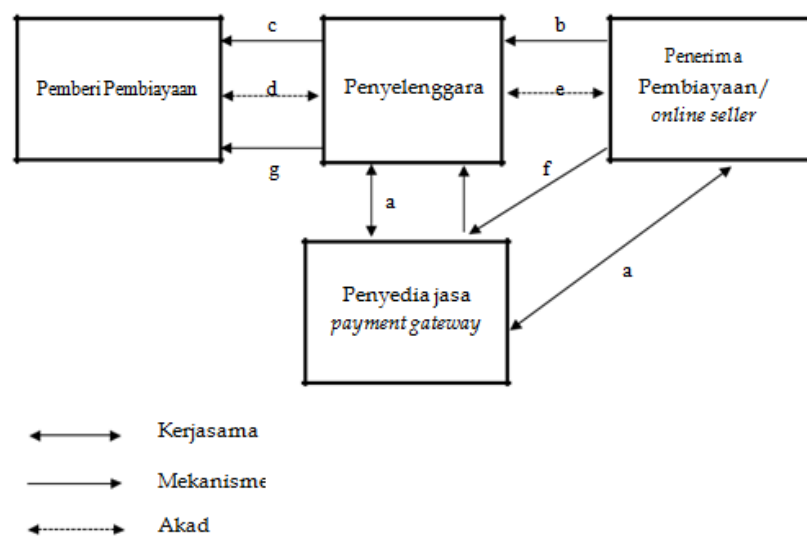 c
b
Pemberi Pembiayaan
d
Penyelenggara
e
Penerima
Pembiayaan/
online seller
g
f
a
a
Penyedia jasa
payment gateway
Kerjasama
Mekanisme
Akad